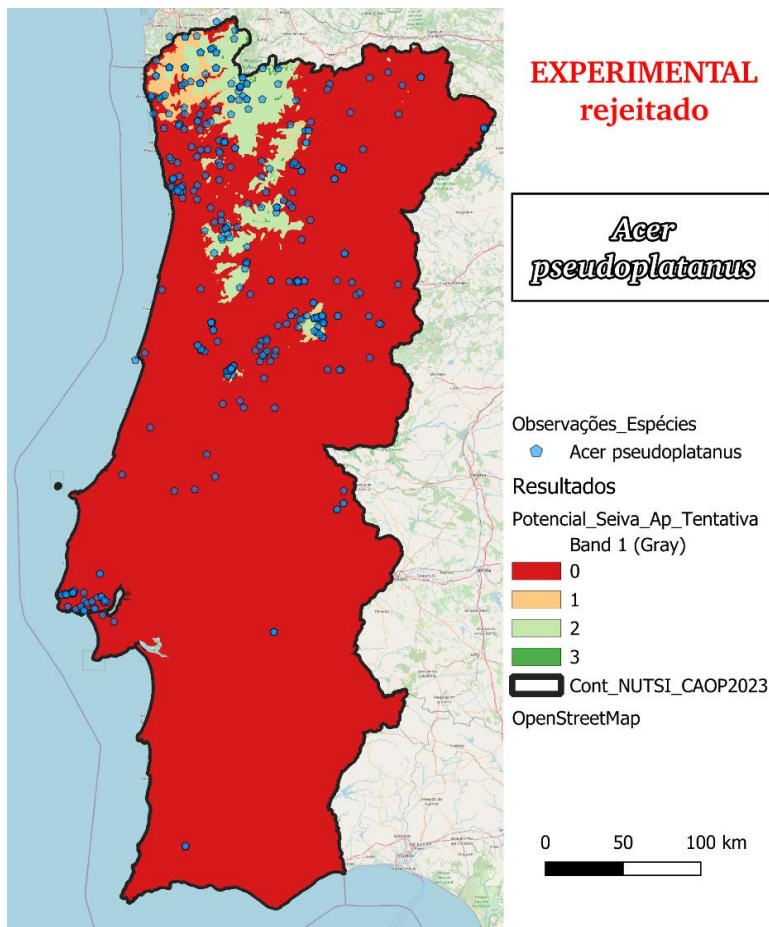 EXPERIMENTAL
rejeitado
Acer
pseudoplatanus
Observações_Espécies
Acer pseudoplatanus
Resultados
Potencial_Seiva_Ap_Tentativa
Band 1 (Gray)
0
1
2
3
Cont_NUTSI_CAOP2023
OpenStreetMap
0 50 100 km